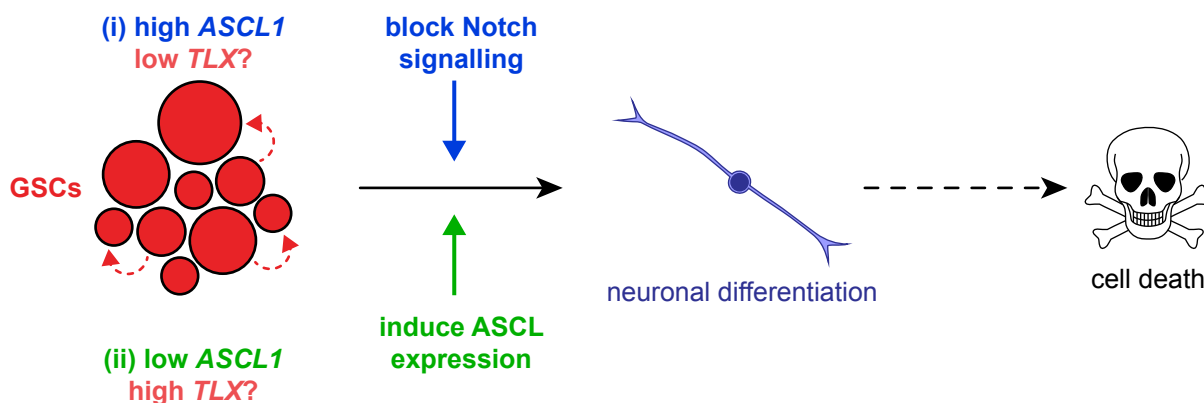 (i) high ASCL1
low TLX?
block Notch
signalling
GSCs
neuronal differentiation
cell death
induce ASCL
expression
(ii) low ASCL1
high TLX?